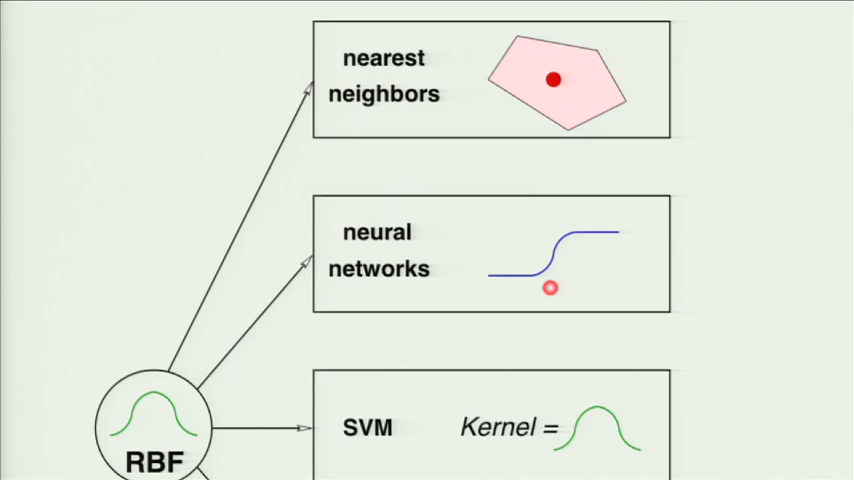 nearest
neighbors
neural
networks
SVM Kernel =
RBF